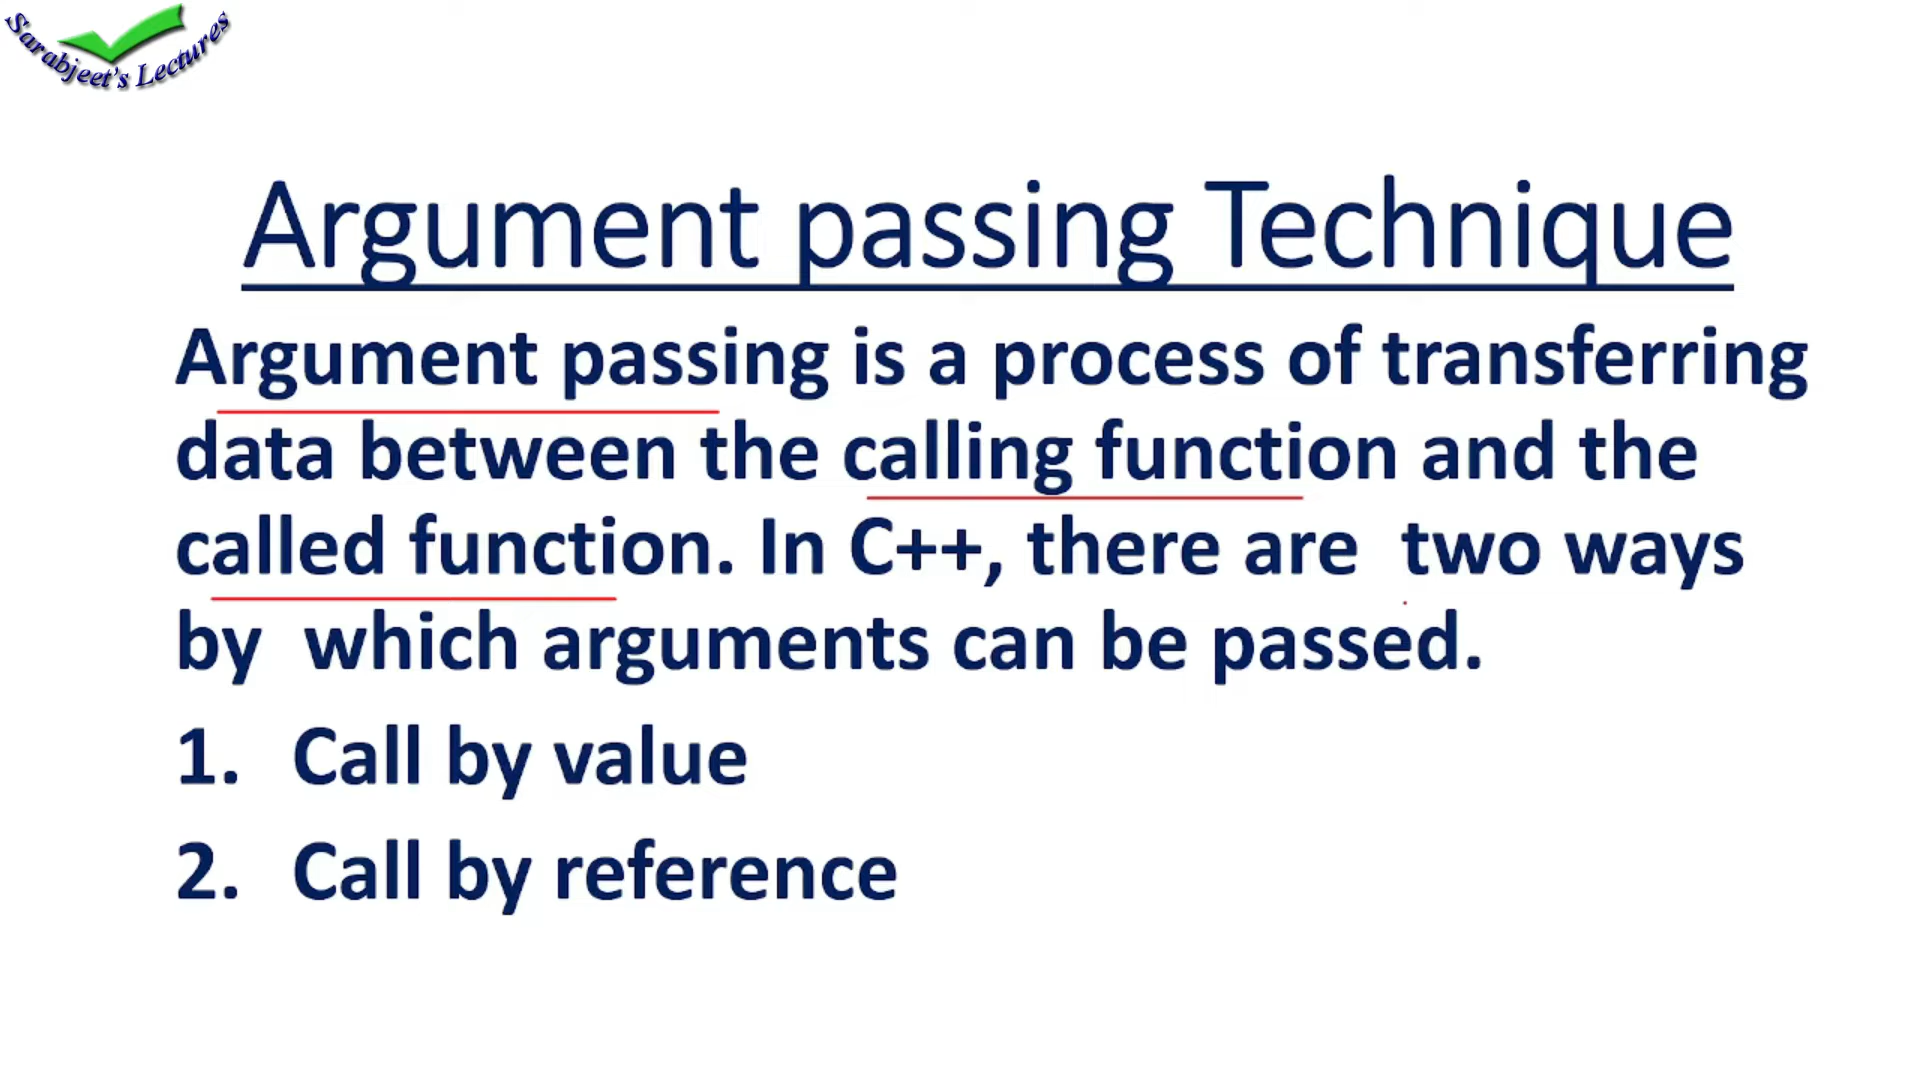 Sarabjeet's Lectures
Argument passing Technique
Argument passing is a process of transferring
data between the calling function and the
called function. In C++, there are two ways
by which arguments can be passed.
1. Call by value
2. Call by reference